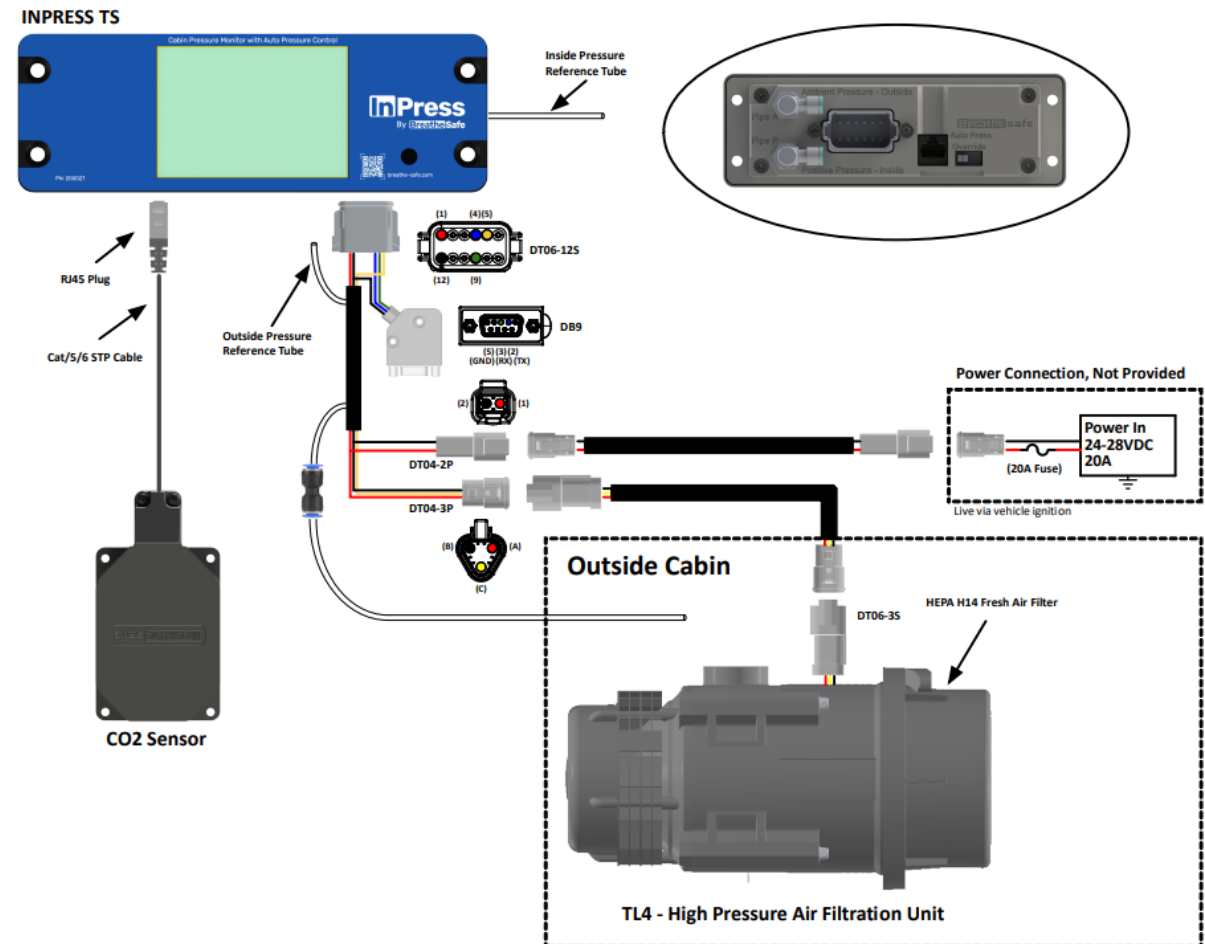 INPRESS TS
Cabin Pressure Monitor with Auto Pressure Control
InPress
By BreatheSafe
PN: 200027
breathe-safe.com
Inside Pressure
Reference Tube
Ambient Pressure - Outside
Pipe A
Pipe P
Positive Pressure - Inside
Breathe Safe
Auto Press
Override
RJ45 Plug
Cat/5/6 STP Cable
Outside Pressure
Reference Tube
(1)
(4)(5)
DT06-12S
(12)
(9)
DB9
(5) (3) (2)
(GND) (RX) (TX)
(2)
(1)
DT04-2P
DT04-3P
(B)
(A)
(C)
Power Connection, Not Provided
Power In
24-28VDC
20A
(20A Fuse)
Live via vehicle ignition
Outside Cabin
DT06-3S
HEPA H14 Fresh Air Filter
BreatheSafe
CO2 Sensor
TL4 - High Pressure Air Filtration Unit